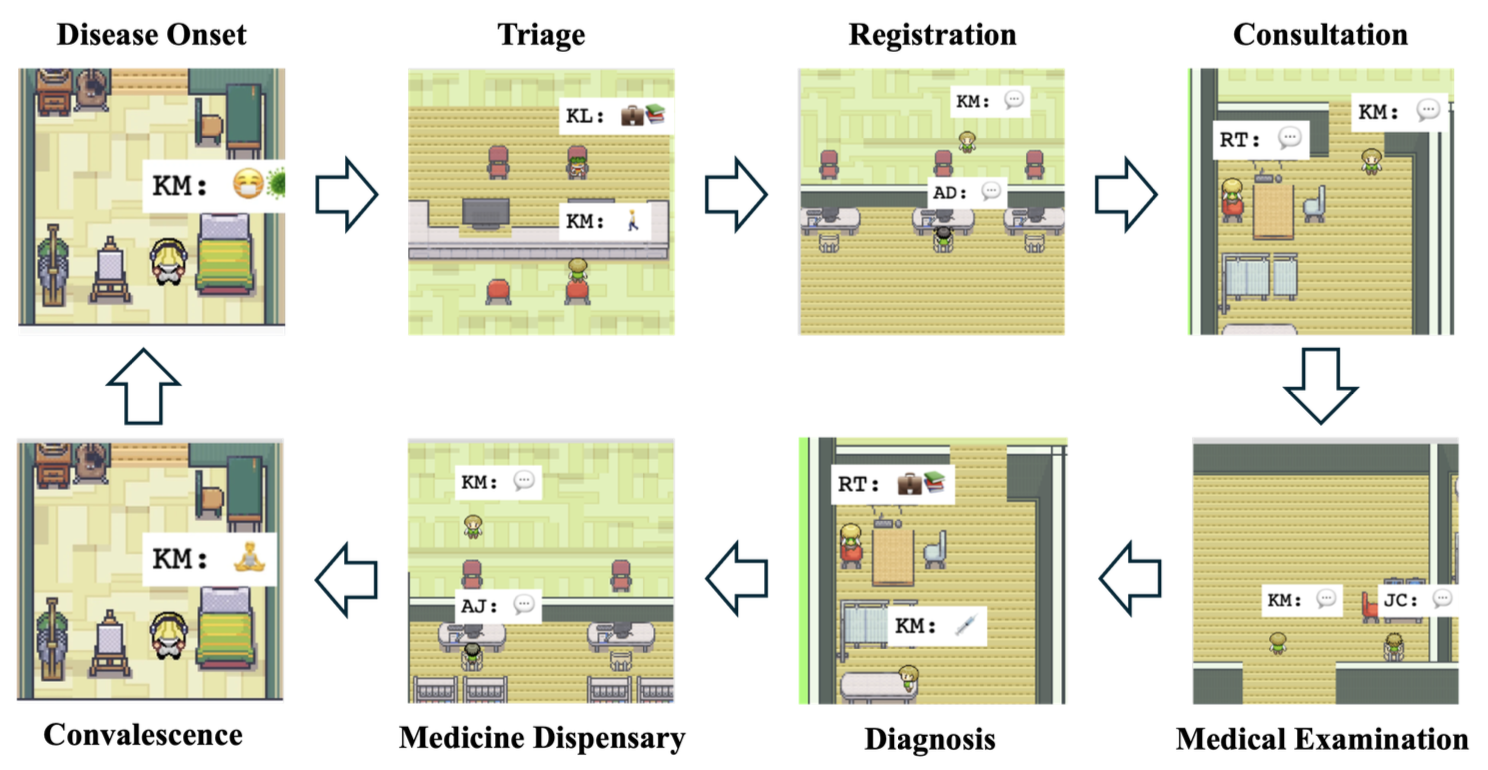 Disease Onset
Triage
Registration
Consultation
KM:
KL:
KM:
KM:
AD:
KM:
RT:
KM:
KM:
AJ:
RT:
KM:
KM:
JC:
Convalescence
Medicine Dispensary
Diagnosis
Medical Examination